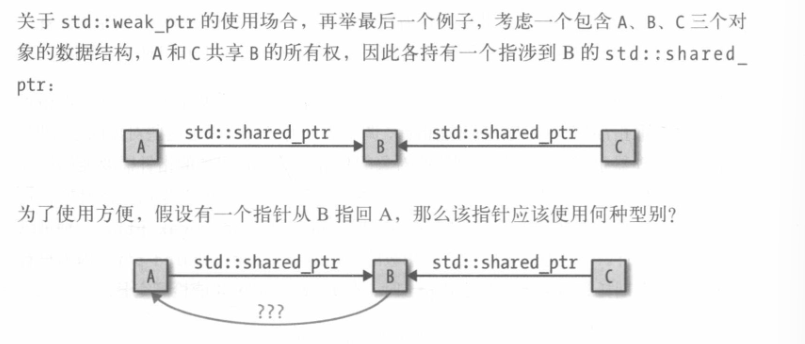 关于 std::weak_ptr 的使用场合，再举最后一个例子，考虑一个包含 A、B、C 三个对
象的数据结构，A 和 C 共享 B 的所有权，因此各持有一个指涉到 B 的 std::shared_
ptr：
std::shared_ptr std::shared_ptr
A B C
为了使用方便，假设有一个指针从 B 指回 A，那么该指针应该使用何种型别？
std::shared_ptr std::shared_ptr
A B C
???